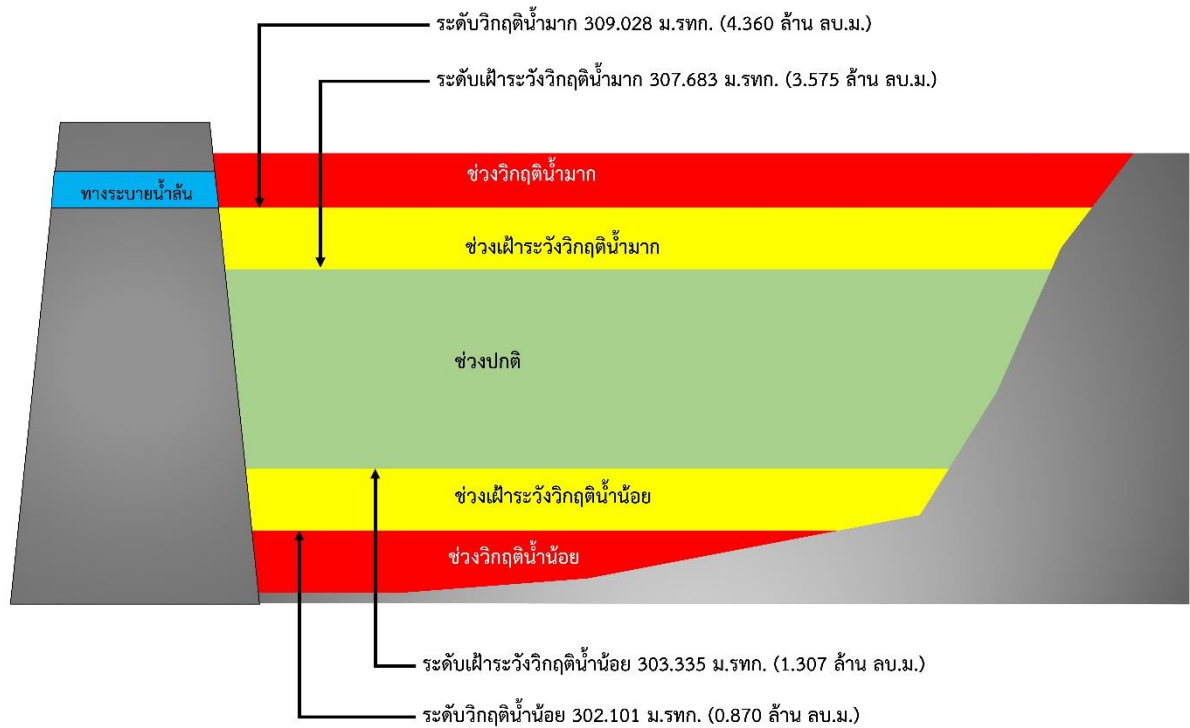 ระดับวิกฤติน้ำมาก 309.028 ม.รทก. (4.360 ล้าน ลบ.ม.)
ระดับเฝ้าระวังวิกฤติน้ำมาก 307.683 ม.รทก. (3.575 ล้าน ลบ.ม.)
ช่วงวิกฤติน้ำมาก
ทางระบายน้ำล้น
ช่วงเฝ้าระวังวิกฤติน้ำมาก
ช่วงปกติ
ช่วงเฝ้าระวังวิกฤติน้ำน้อย
ช่วงวิกฤติน้ำน้อย
ระดับเฝ้าระวังวิกฤติน้ำน้อย 303.335 ม.รทก. (1.307 ล้าน ลบ.ม.)
ระดับวิกฤติน้ำน้อย 302.101 ม.รทก. (0.870 ล้าน ลบ.ม.)